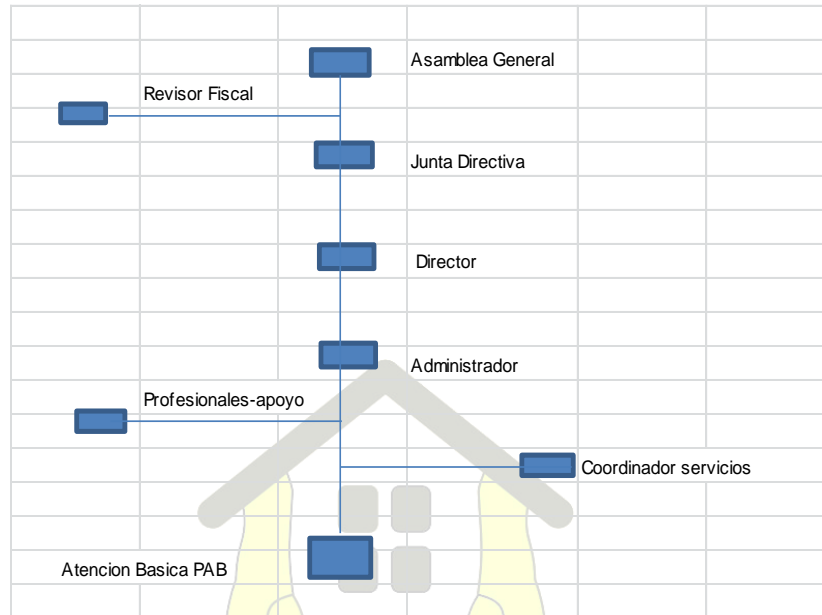 Asamblea General
Revisor Fiscal
Junta Directiva
Director
Administrador
Profesionales-apoyo
Coordinador servicios
Atencion Basica PAB